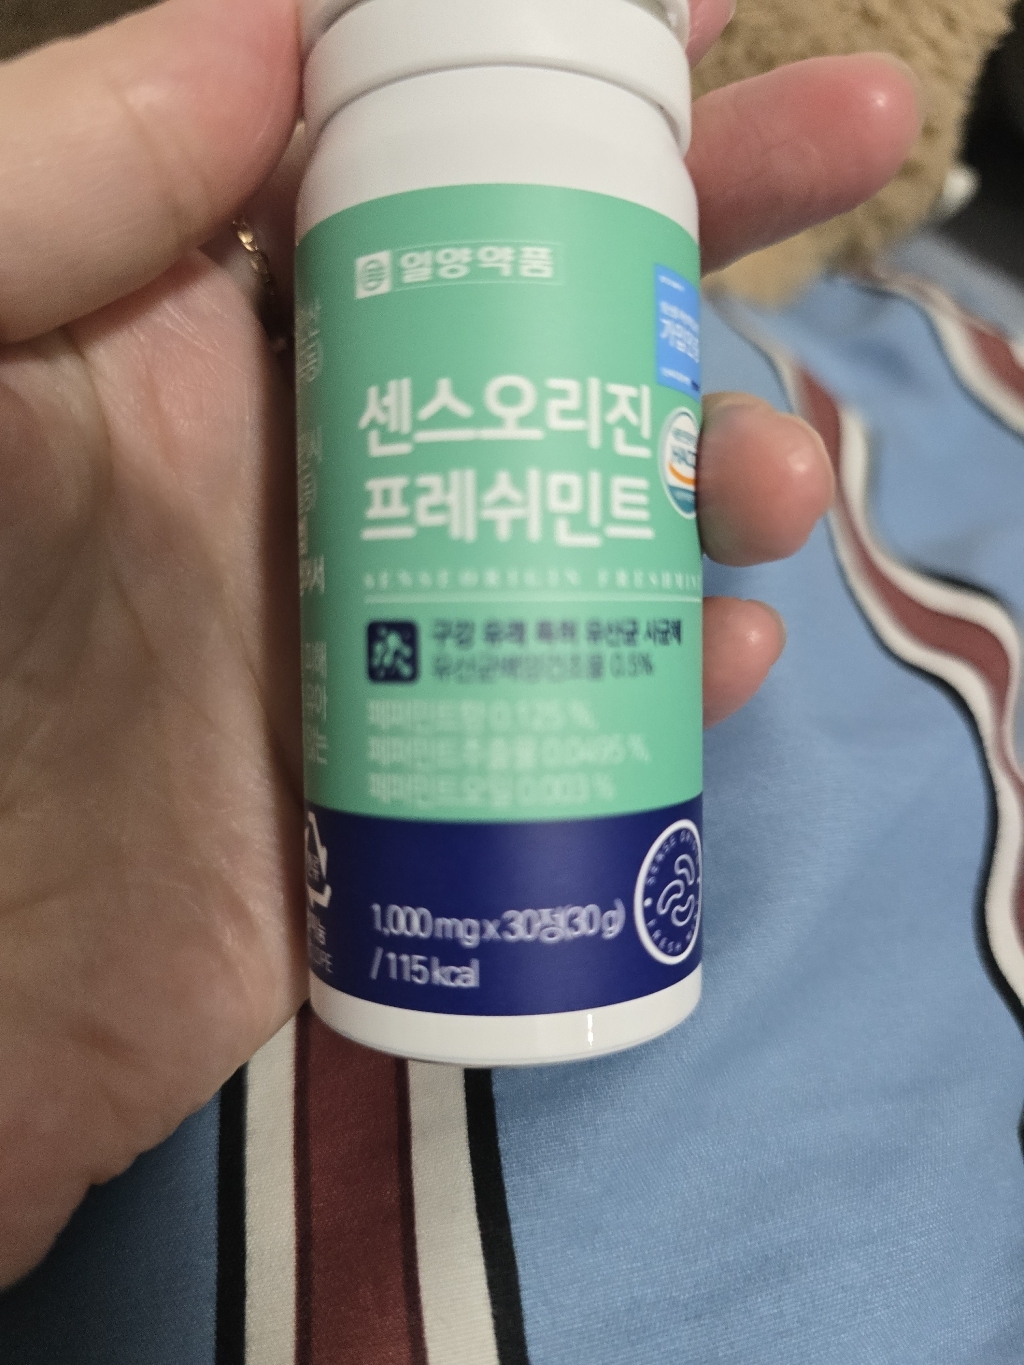 일양약품
센스오리진
프레쉬민트
SENSEORIGIN FRESHMIN
구강 유래 특허 유산균 사균체
유산균배양건조물 0.5%
페퍼민트향 0.125 %,
페퍼민트추출물 0.0495 %,
페퍼민트오일 0.003 %
1,000 mg x 30정(30 g)
/ 115 kcal